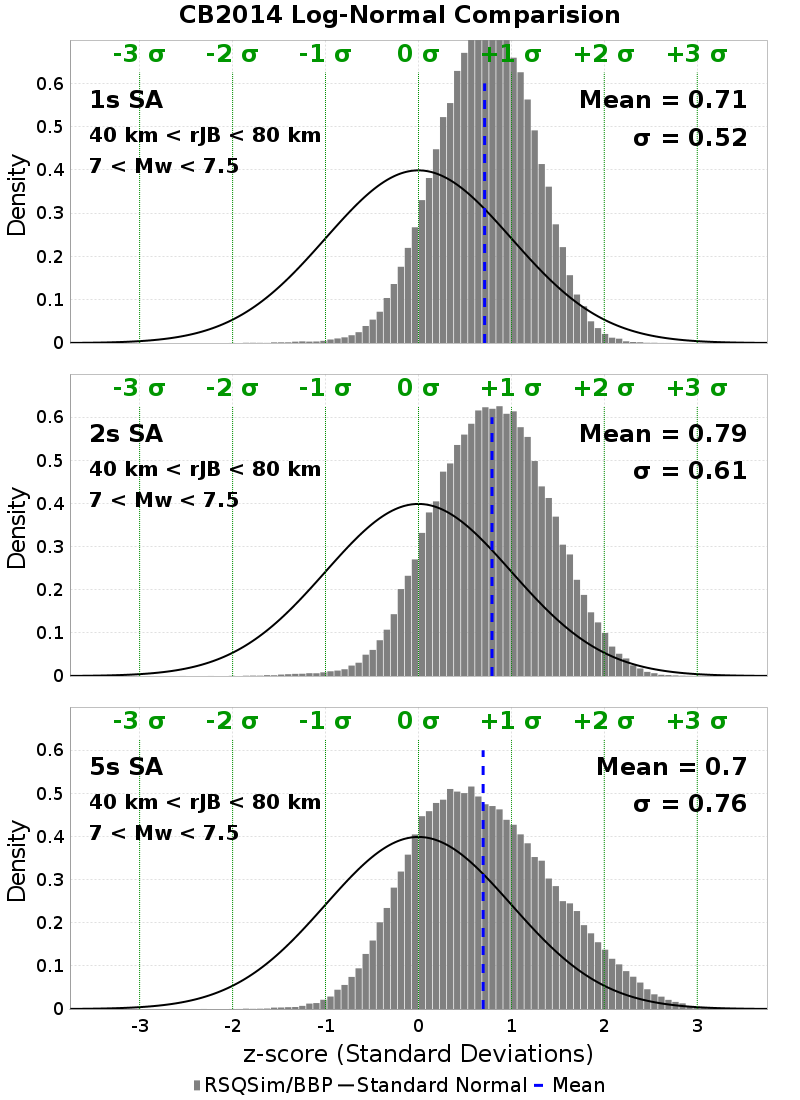 CB2014 Log-Normal Comparision
-3 σ -2 σ -1 σ 0 σ +1 σ +2 σ +3 σ
1s SA
Mean = 0.71
40 km < rJB < 80 km
σ = 0.52
7 < Mw < 7.5
Density
0.6
0.5
0.4
0.3
0.2
0.1
0
-3 σ -2 σ -1 σ 0 σ +1 σ +2 σ +3 σ
2s SA
Mean = 0.79
40 km < rJB < 80 km
σ = 0.61
7 < Mw < 7.5
Density
0.6
0.5
0.4
0.3
0.2
0.1
0
-3 σ -2 σ -1 σ 0 σ +1 σ +2 σ +3 σ
5s SA
Mean = 0.7
40 km < rJB < 80 km
σ = 0.76
7 < Mw < 7.5
Density
0.6
0.5
0.4
0.3
0.2
0.1
0
-3 -2 -1 0 1 2 3
z-score (Standard Deviations)
RSQSim/BBP Standard Normal Mean